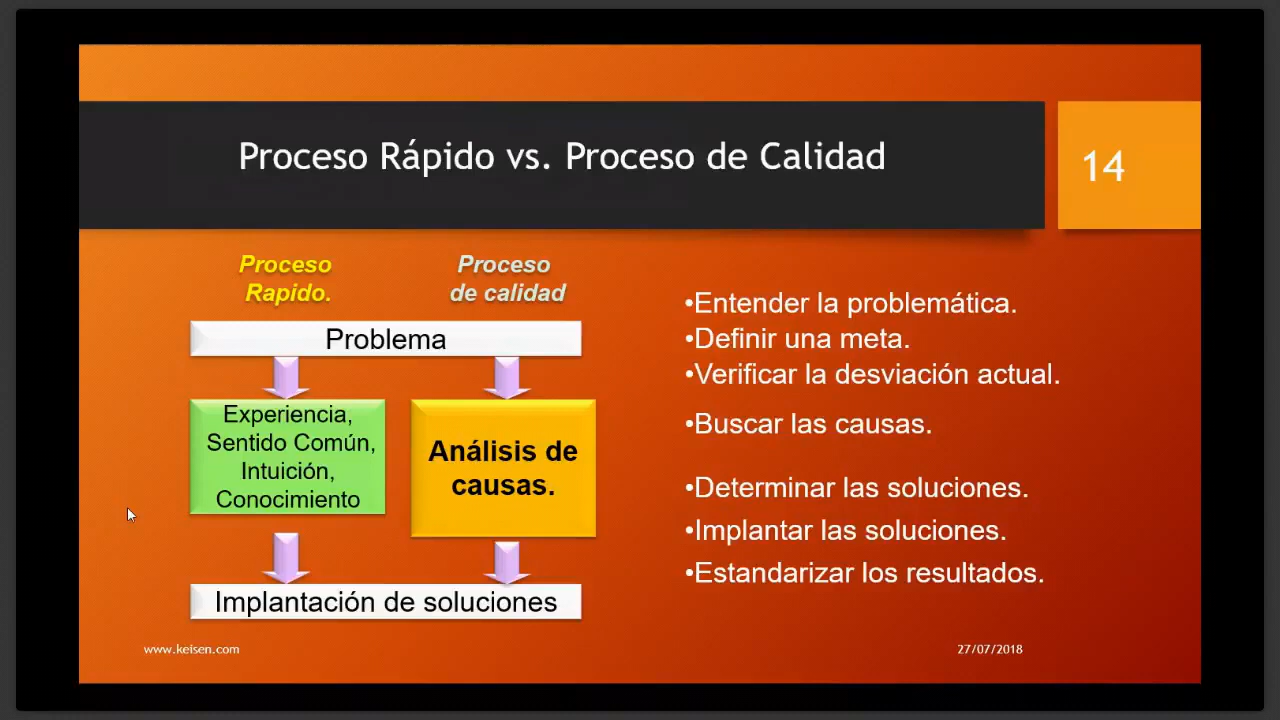 Proceso Rápido vs. Proceso de Calidad
14
Proceso
Rapido.
Proceso
de calidad
Problema
Experiencia,
Sentido Común,
Intuición,
Conocimiento
Análisis de
causas.
Implantación de soluciones
•Entender la problemática.
•Definir una meta.
•Verificar la desviación actual.
•Buscar las causas.
•Determinar las soluciones.
•Implantar las soluciones.
•Estandarizar los resultados.
www.keisen.com
27/07/2018